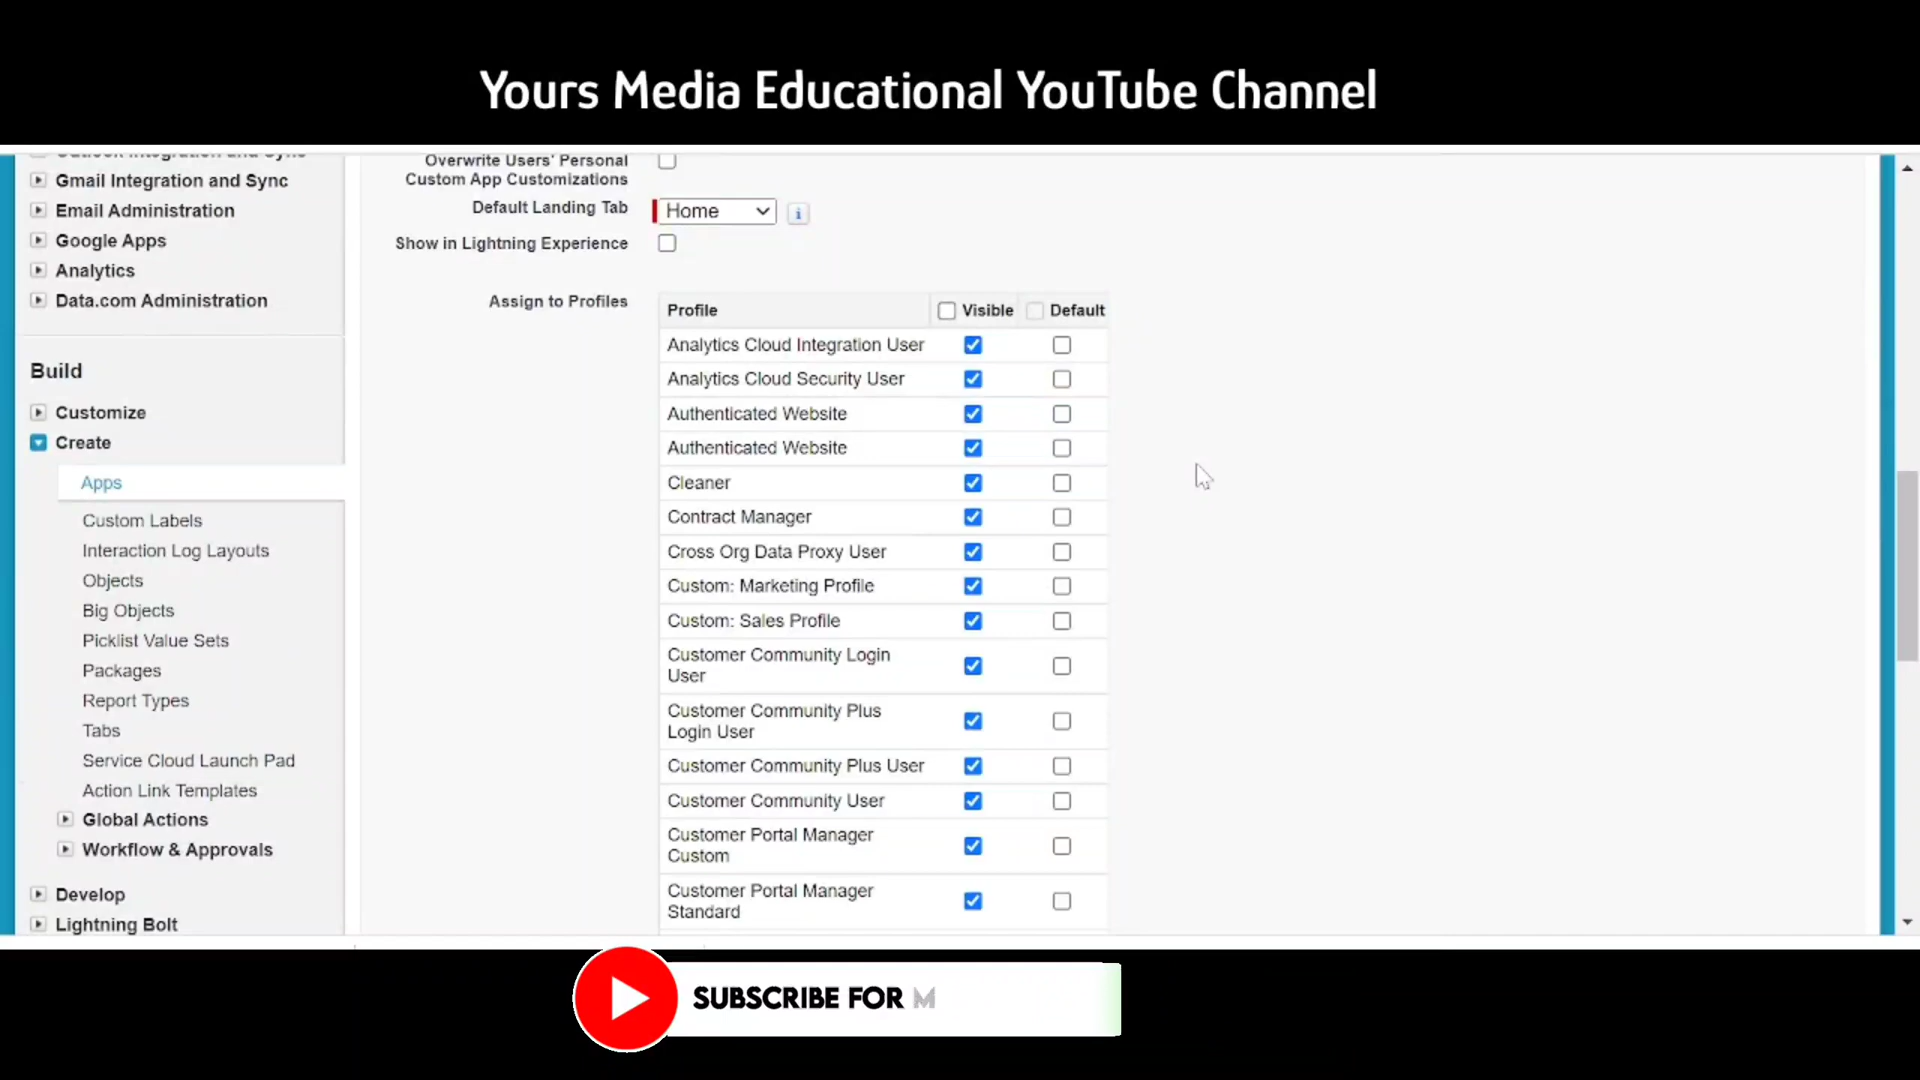 Yours Media Educational YouTube Channel
Outlook Integration and Sync
Gmail Integration and Sync
Email Administration
Google Apps
Analytics
Data.com Administration
Build
Customize
Create
Apps
Custom Labels
Interaction Log Layouts
Objects
Big Objects
Picklist Value Sets
Packages
Report Types
Tabs
Service Cloud Launch Pad
Action Link Templates
Global Actions
Workflow & Approvals
Develop
Lightning Bolt
Overwrite Users' Personal
Custom App Customizations
Default Landing Tab Home
Show in Lightning Experience
Assign to Profiles
Profile Visible Default
Analytics Cloud Integration User
Analytics Cloud Security User
Authenticated Website
Authenticated Website
Cleaner
Contract Manager
Cross Org Data Proxy User
Custom: Marketing Profile
Custom: Sales Profile
Customer Community Login
User
Customer Community Plus
Login User
Customer Community Plus User
Customer Community User
Customer Portal Manager
Custom
Customer Portal Manager
Standard
SUBSCRIBE FOR M